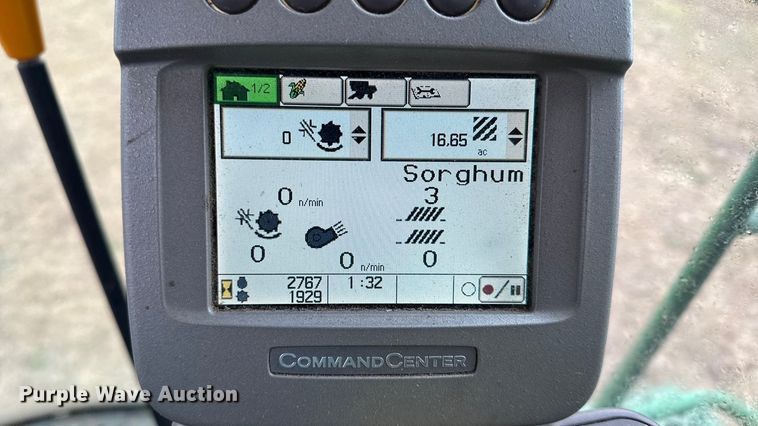 1/2
0
16.65
ac
Sorghum
0 n/min
3
0
0 n/min
0
2767
1929
1:32
COMMANDCENTER
Purple Wave Auction